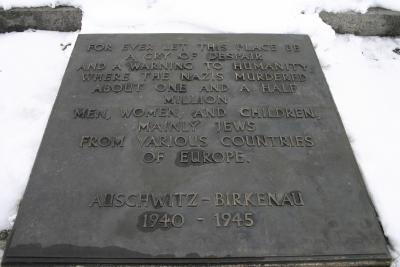 FOR EVER LET THIS PLACE BE
A CRY OF DESPAIR
AND A WARNING TO HUMANITY,
WHERE THE NAZIS MURDERED
ABOUT ONE AND A HALF
MILLION
MEN, WOMEN, AND CHILDREN,
MAINLY JEWS
FROM VARIOUS COUNTRIES
OF EUROPE.
AUSCHWITZ - BIRKENAU
1940 - 1945